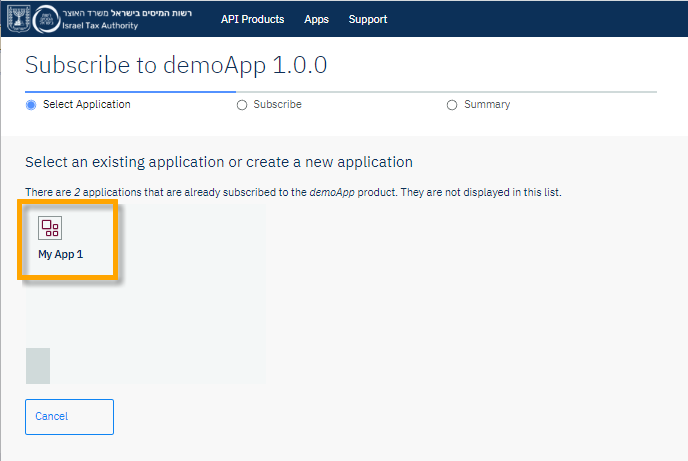 רשות המיסים בישראל משרד האוצר
Israel Tax Authority
API Products Apps Support
Subscribe to demoApp 1.0.0
Select Application Subscribe Summary
Select an existing application or create a new application
There are 2 applications that are already subscribed to the demoApp product. They are not displayed in this list.
My App 1
Cancel